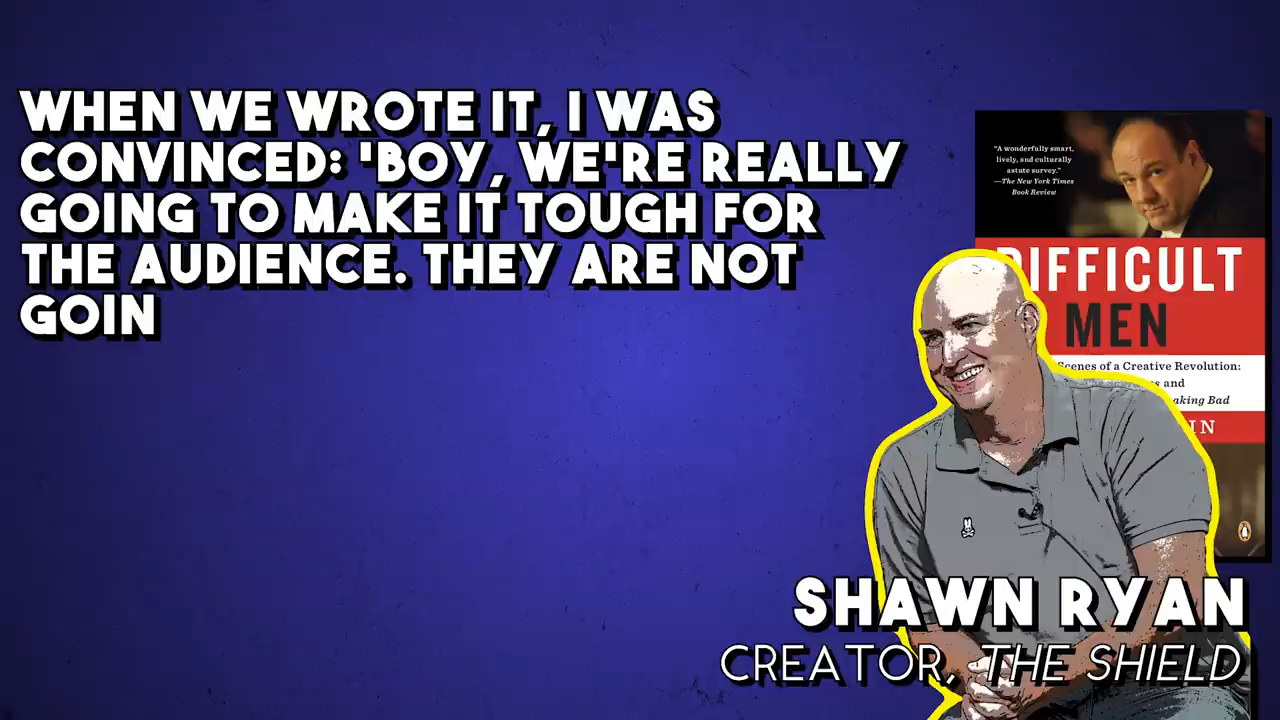 WHEN WE WROTE IT, I WAS
CONVINCED: 'BOY, WE'RE REALLY
GOING TO MAKE IT TOUGH FOR
THE AUDIENCE. THEY ARE NOT
GOIN
"A wonderfully smart,
lively, and culturally
astute survey."
—The New York Times
Book Review
DIFFICULT
MEN
Scenes of a Creative Revolution:
and
aking Bad
IN
SHAWN RYAN
CREATOR, THE SHIELD